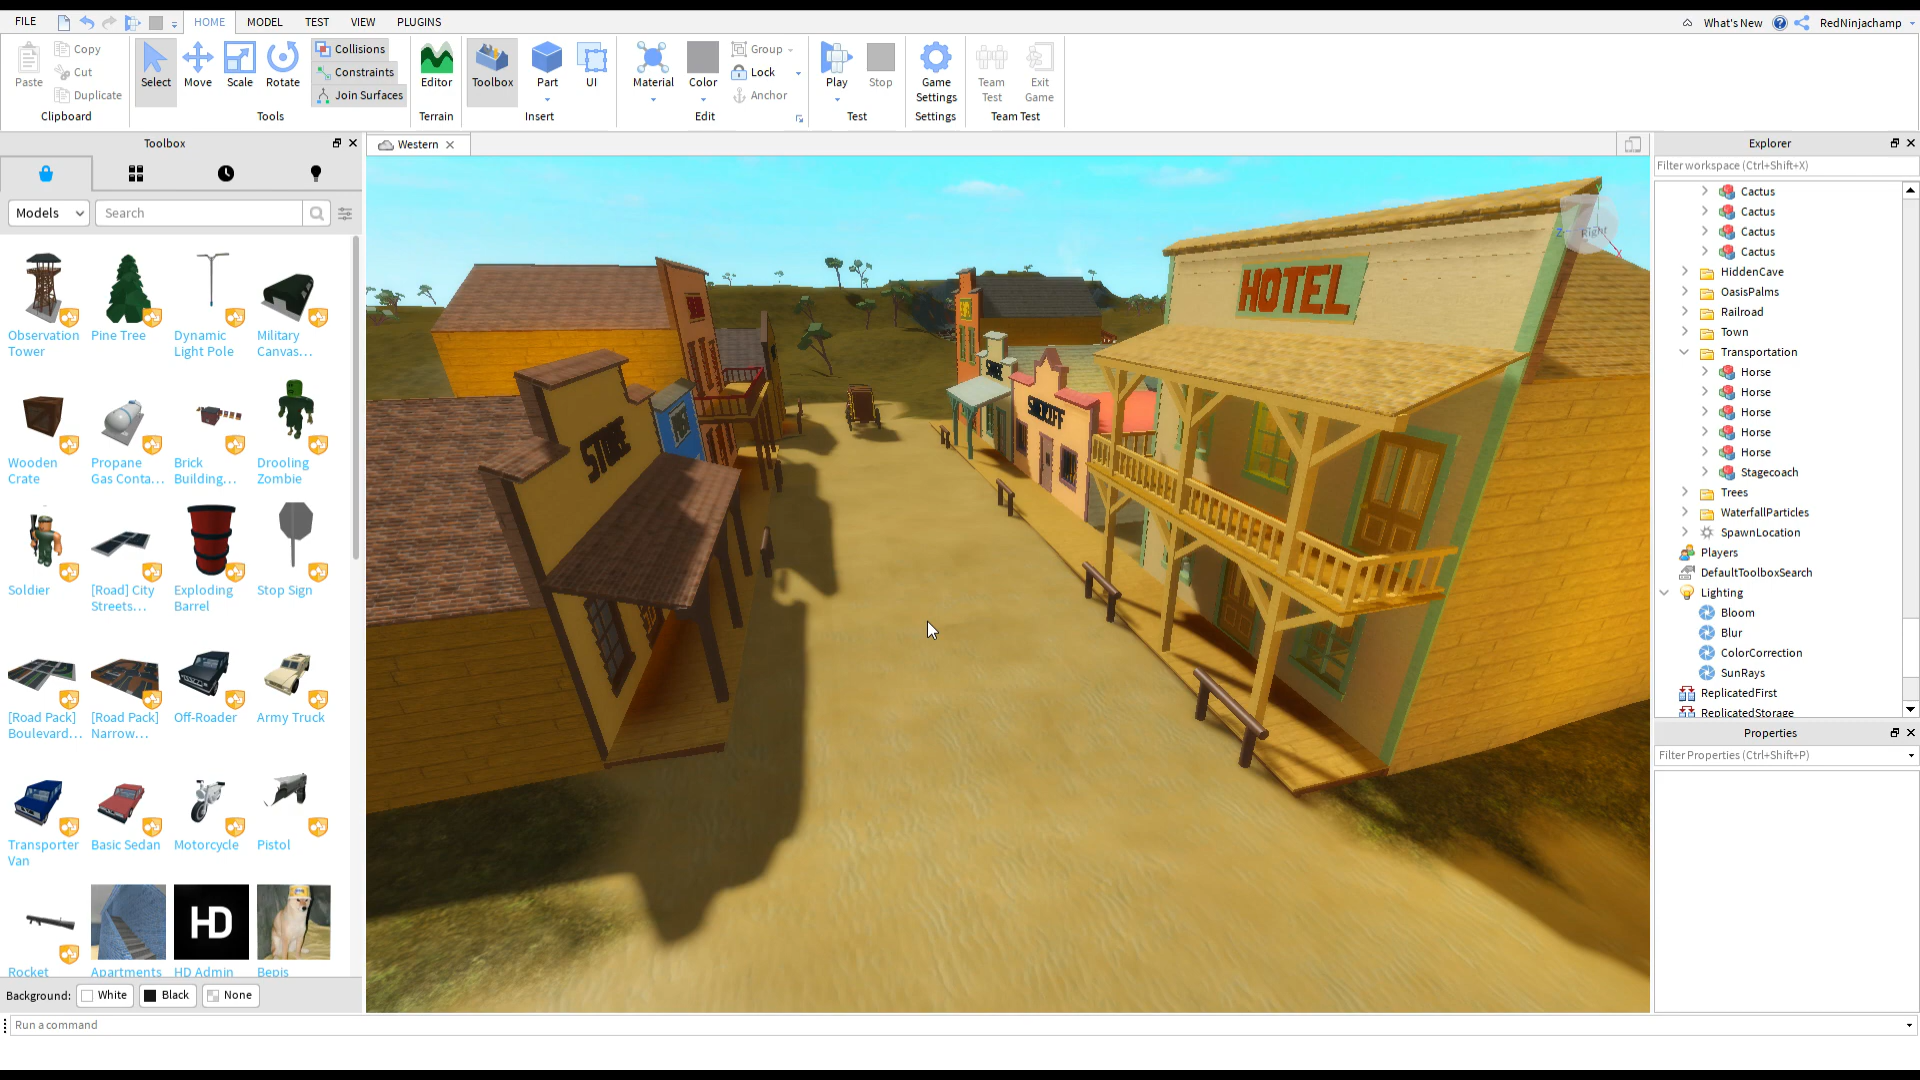 FILE
HOME
MODEL
TEST
VIEW
PLUGINS
What's New
RedNinjachamp
Paste
Copy
Cut
Duplicate
Clipboard
Select
Move
Scale
Rotate
Collisions
Constraints
Join Surfaces
Tools
Editor
Terrain
Toolbox
Part
UI
Insert
Material
Color
Group
Lock
Anchor
Edit
Play
Stop
Test
Game
Settings
Settings
Team
Test
Exit
Game
Team Test
Toolbox
Models
Search
Observation
Tower
Pine Tree
Dynamic
Light Pole
Military
Canvas...
Wooden
Crate
Propane
Gas Conta...
Brick
Building...
Drooling
Zombie
Soldier
[Road] City
Streets...
Exploding
Barrel
Stop Sign
[Road Pack]
Boulevard...
[Road Pack]
Narrow...
Off-Roader
Army Truck
Transporter
Van
Basic Sedan
Motorcycle
Pistol
HD
Rocket
Apartments
HD Admin
Bepis
Background:
White
Black
None
Run a command
Western
HOTEL
STORE
STORE
SHERIFF
Right
Z
X
Explorer
Filter workspace (Ctrl+Shift+X)
Cactus
Cactus
Cactus
Cactus
HiddenCave
OasisPalms
Railroad
Town
Transportation
Horse
Horse
Horse
Horse
Horse
Stagecoach
Trees
WaterfallParticles
SpawnLocation
Players
DefaultToolboxSearch
Lighting
Bloom
Blur
ColorCorrection
SunRays
ReplicatedFirst
ReplicatedStorage
Properties
Filter Properties (Ctrl+Shift+P)